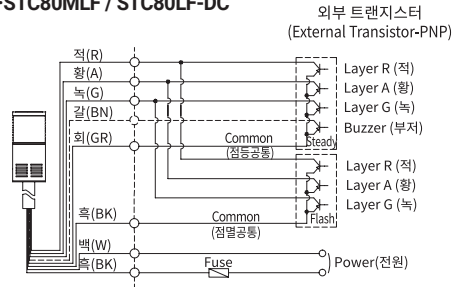 STC80MLF / STC80LF-DC
외부 트랜지스터
(External Transistor-PNP)
적(R)
황(A)
녹(G)
갈(BN)
회(GR)
Common
(점등공통)
Steady
Layer R (적)
Layer A (황)
Layer G (녹)
Buzzer (부저)
Layer R (적)
Layer A (황)
Layer G (녹)
Flash
흑(BK)
Common
(점멸공통)
백(W)
흑(BK)
Fuse
Power(전원)